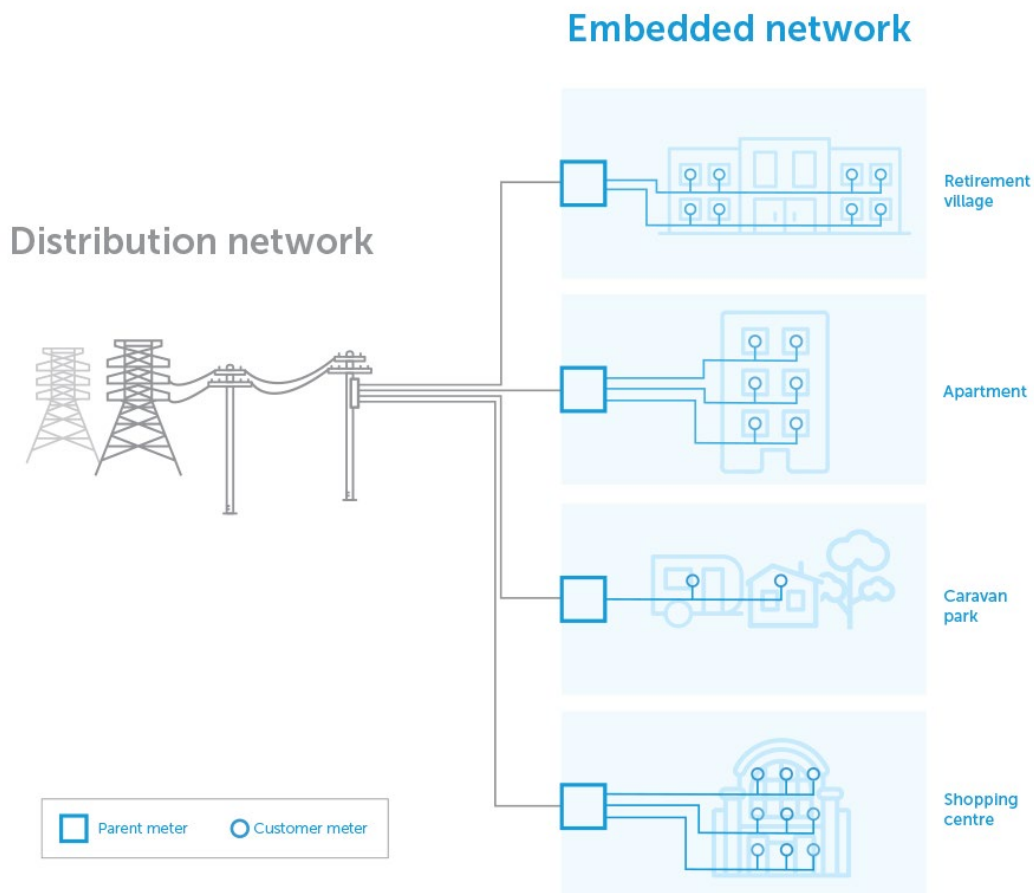 Embedded network
Distribution network
Retirement
village
Apartment
Caravan
park
Shopping
centre
Parent meter
Customer meter